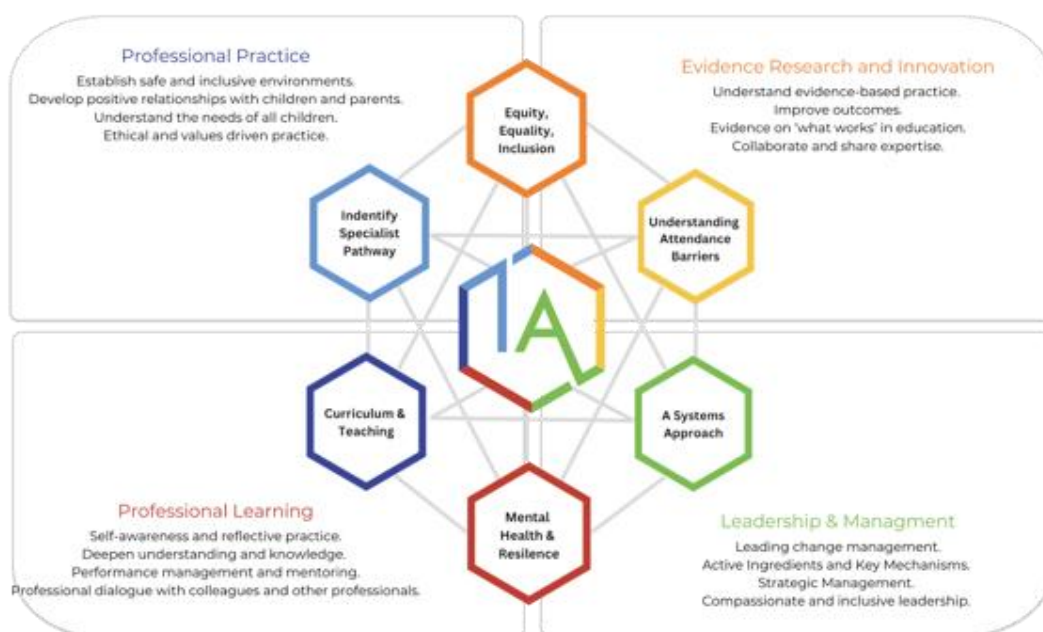 Professional Practice
Establish safe and inclusive environments.
Develop positive relationships with children and parents.
Understand the needs of all children.
Ethical and values driven practice.
Evidence Research and Innovation
Understand evidence-based practice.
Improve outcomes.
Evidence on 'what works' in education.
Collaborate and share expertise.
Equity,
Equality,
Inclusion
Indentify
Specialist
Pathway
Understanding
Attendance
Barriers
1A
Curriculum &
Teaching
A Systems
Approach
Mental
Health &
Resilence
Professional Learning
Self-awareness and reflective practice.
Deepen understanding and knowledge.
Performance management and mentoring.
Professional dialogue with colleagues and other professionals.
Leadership & Managment
Leading change management.
Active Ingredients and Key Mechanisms.
Strategic Management.
Compassionate and inclusive leadership.